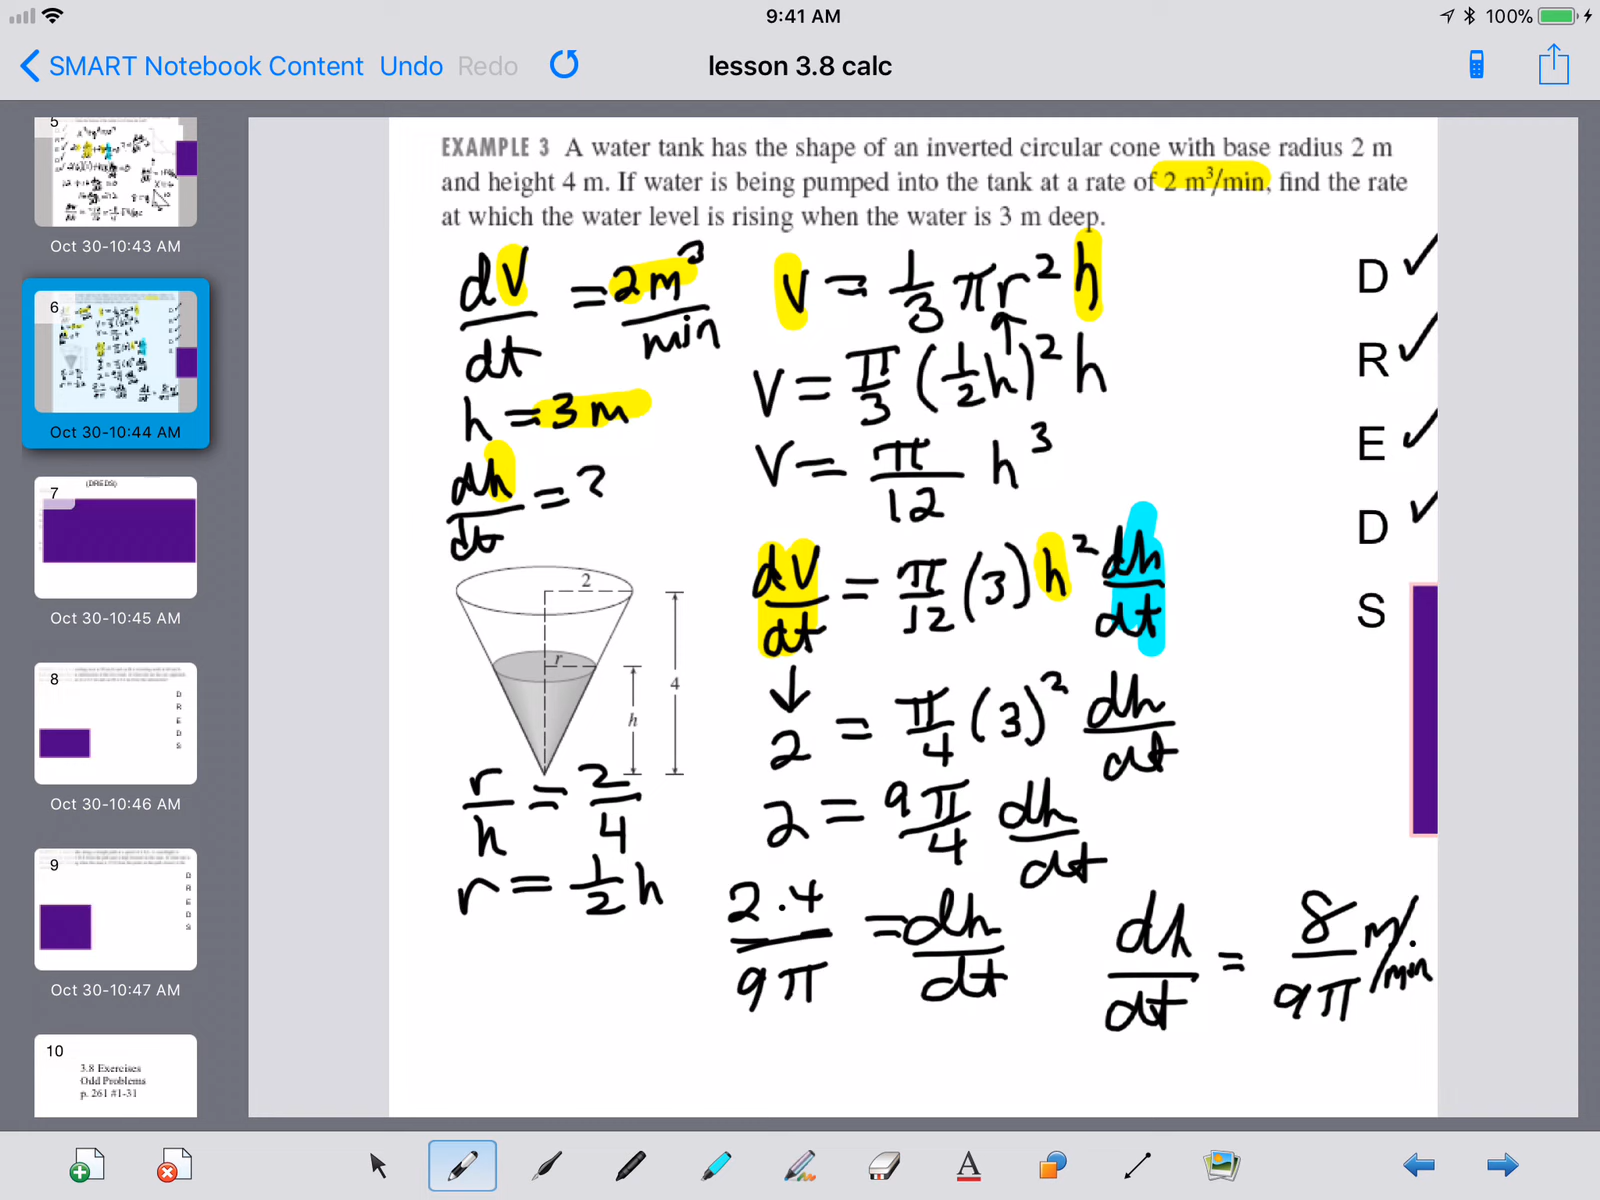 9:41 AM
100%
SMART Notebook Content Undo Redo
lesson 3.8 calc
5
Oct 30-10:43 AM
6
Oct 30-10:44 AM
(DREDS)
7
Oct 30-10:45 AM
8
D
R
E
D
S
Oct 30-10:46 AM
9
D
R
E
D
S
Oct 30-10:47 AM
10
3.8 Exercises
Odd Problems
p. 261 #1-31
EXAMPLE 3 A water tank has the shape of an inverted circular cone with base radius 2 m
and height 4 m. If water is being pumped into the tank at a rate of 2 m³/min, find the rate
at which the water level is rising when the water is 3 m deep.
dV/dt = 2m³/min
h = 3 m
dh/dt = ?
2
r
4
h
r/h = 2/4
r = 1/2 h
V = 1/3 πr² h
V = π/3 (1/2 h)² h
V = π/12 h³
dV/dt = π/12 (3) h² dh/dt
2 = π/4 (3)² dh/dt
2 = 9π/4 dh/dt
2·4/9π = dh/dt
dh/dt = 8/9π m/min
D ✓
R ✓
E ✓
D ✓
S
A